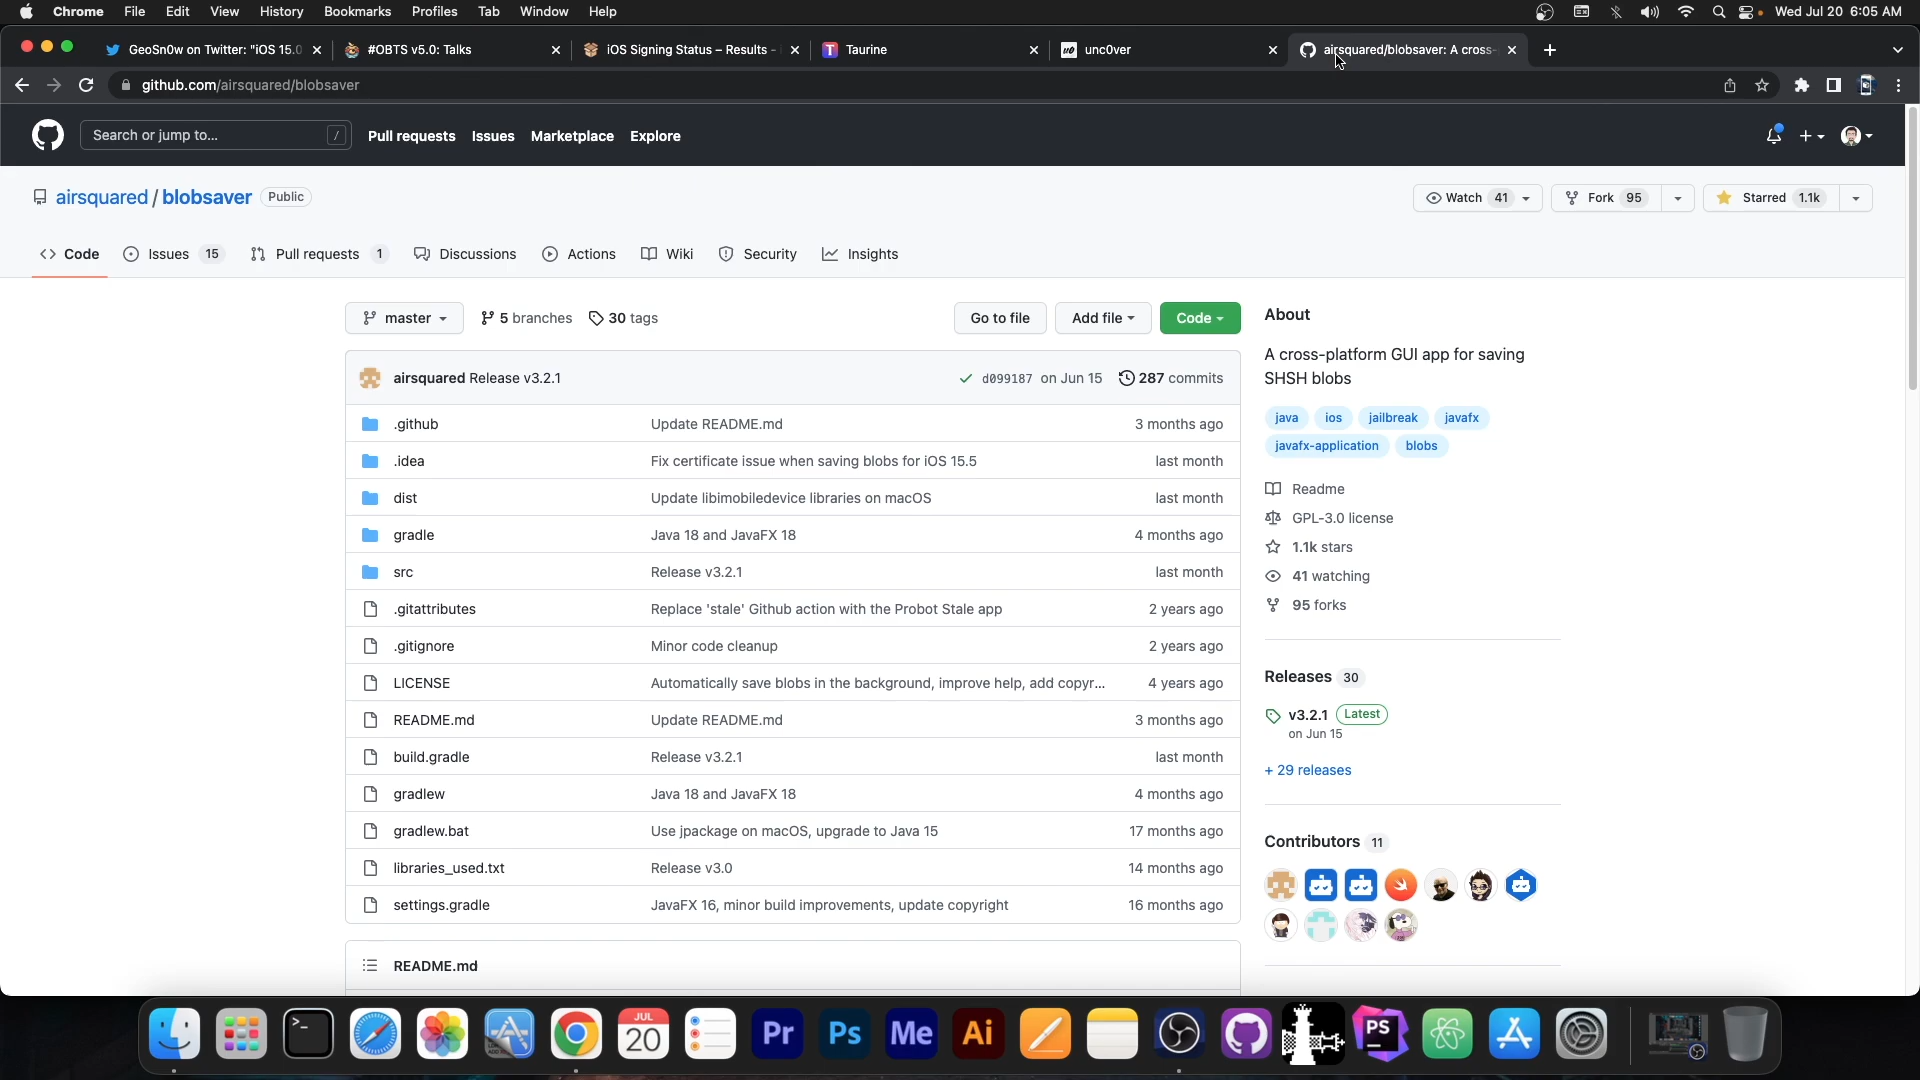 Chrome File Edit View History Bookmarks Profiles Tab Window Help Wed Jul 20 6:05 AM
GeoSn0w on Twitter: "iOS 15.0 #OBTS v5.0: Talks iOS Signing Status – Results - Taurine unc0ver airsquared/blobsaver: A cross-
github.com/airsquared/blobsaver
Search or jump to... / Pull requests Issues Marketplace Explore
airsquared / blobsaver Public Watch 41 Fork 95 Starred 1.1k
Code Issues 15 Pull requests 1 Discussions Actions Wiki Security Insights
master 5 branches 30 tags Go to file Add file Code
airsquared Release v3.2.1 d099187 on Jun 15 287 commits
.github Update README.md 3 months ago
.idea Fix certificate issue when saving blobs for iOS 15.5 last month
dist Update libimobiledevice libraries on macOS last month
gradle Java 18 and JavaFX 18 4 months ago
src Release v3.2.1 last month
.gitattributes Replace 'stale' Github action with the Probot Stale app 2 years ago
.gitignore Minor code cleanup 2 years ago
LICENSE Automatically save blobs in the background, improve help, add copyr... 4 years ago
README.md Update README.md 3 months ago
build.gradle Release v3.2.1 last month
gradlew Java 18 and JavaFX 18 4 months ago
gradlew.bat Use jpackage on macOS, upgrade to Java 15 17 months ago
libraries_used.txt Release v3.0 14 months ago
settings.gradle JavaFX 16, minor build improvements, update copyright 16 months ago
README.md
About
A cross-platform GUI app for saving
SHSH blobs
java ios jailbreak javafx
javafx-application blobs
Readme
GPL-3.0 license
1.1k stars
41 watching
95 forks
Releases 30
v3.2.1 Latest
on Jun 15
+ 29 releases
Contributors 11
JUL
20 Pr Ps Me Ai PS